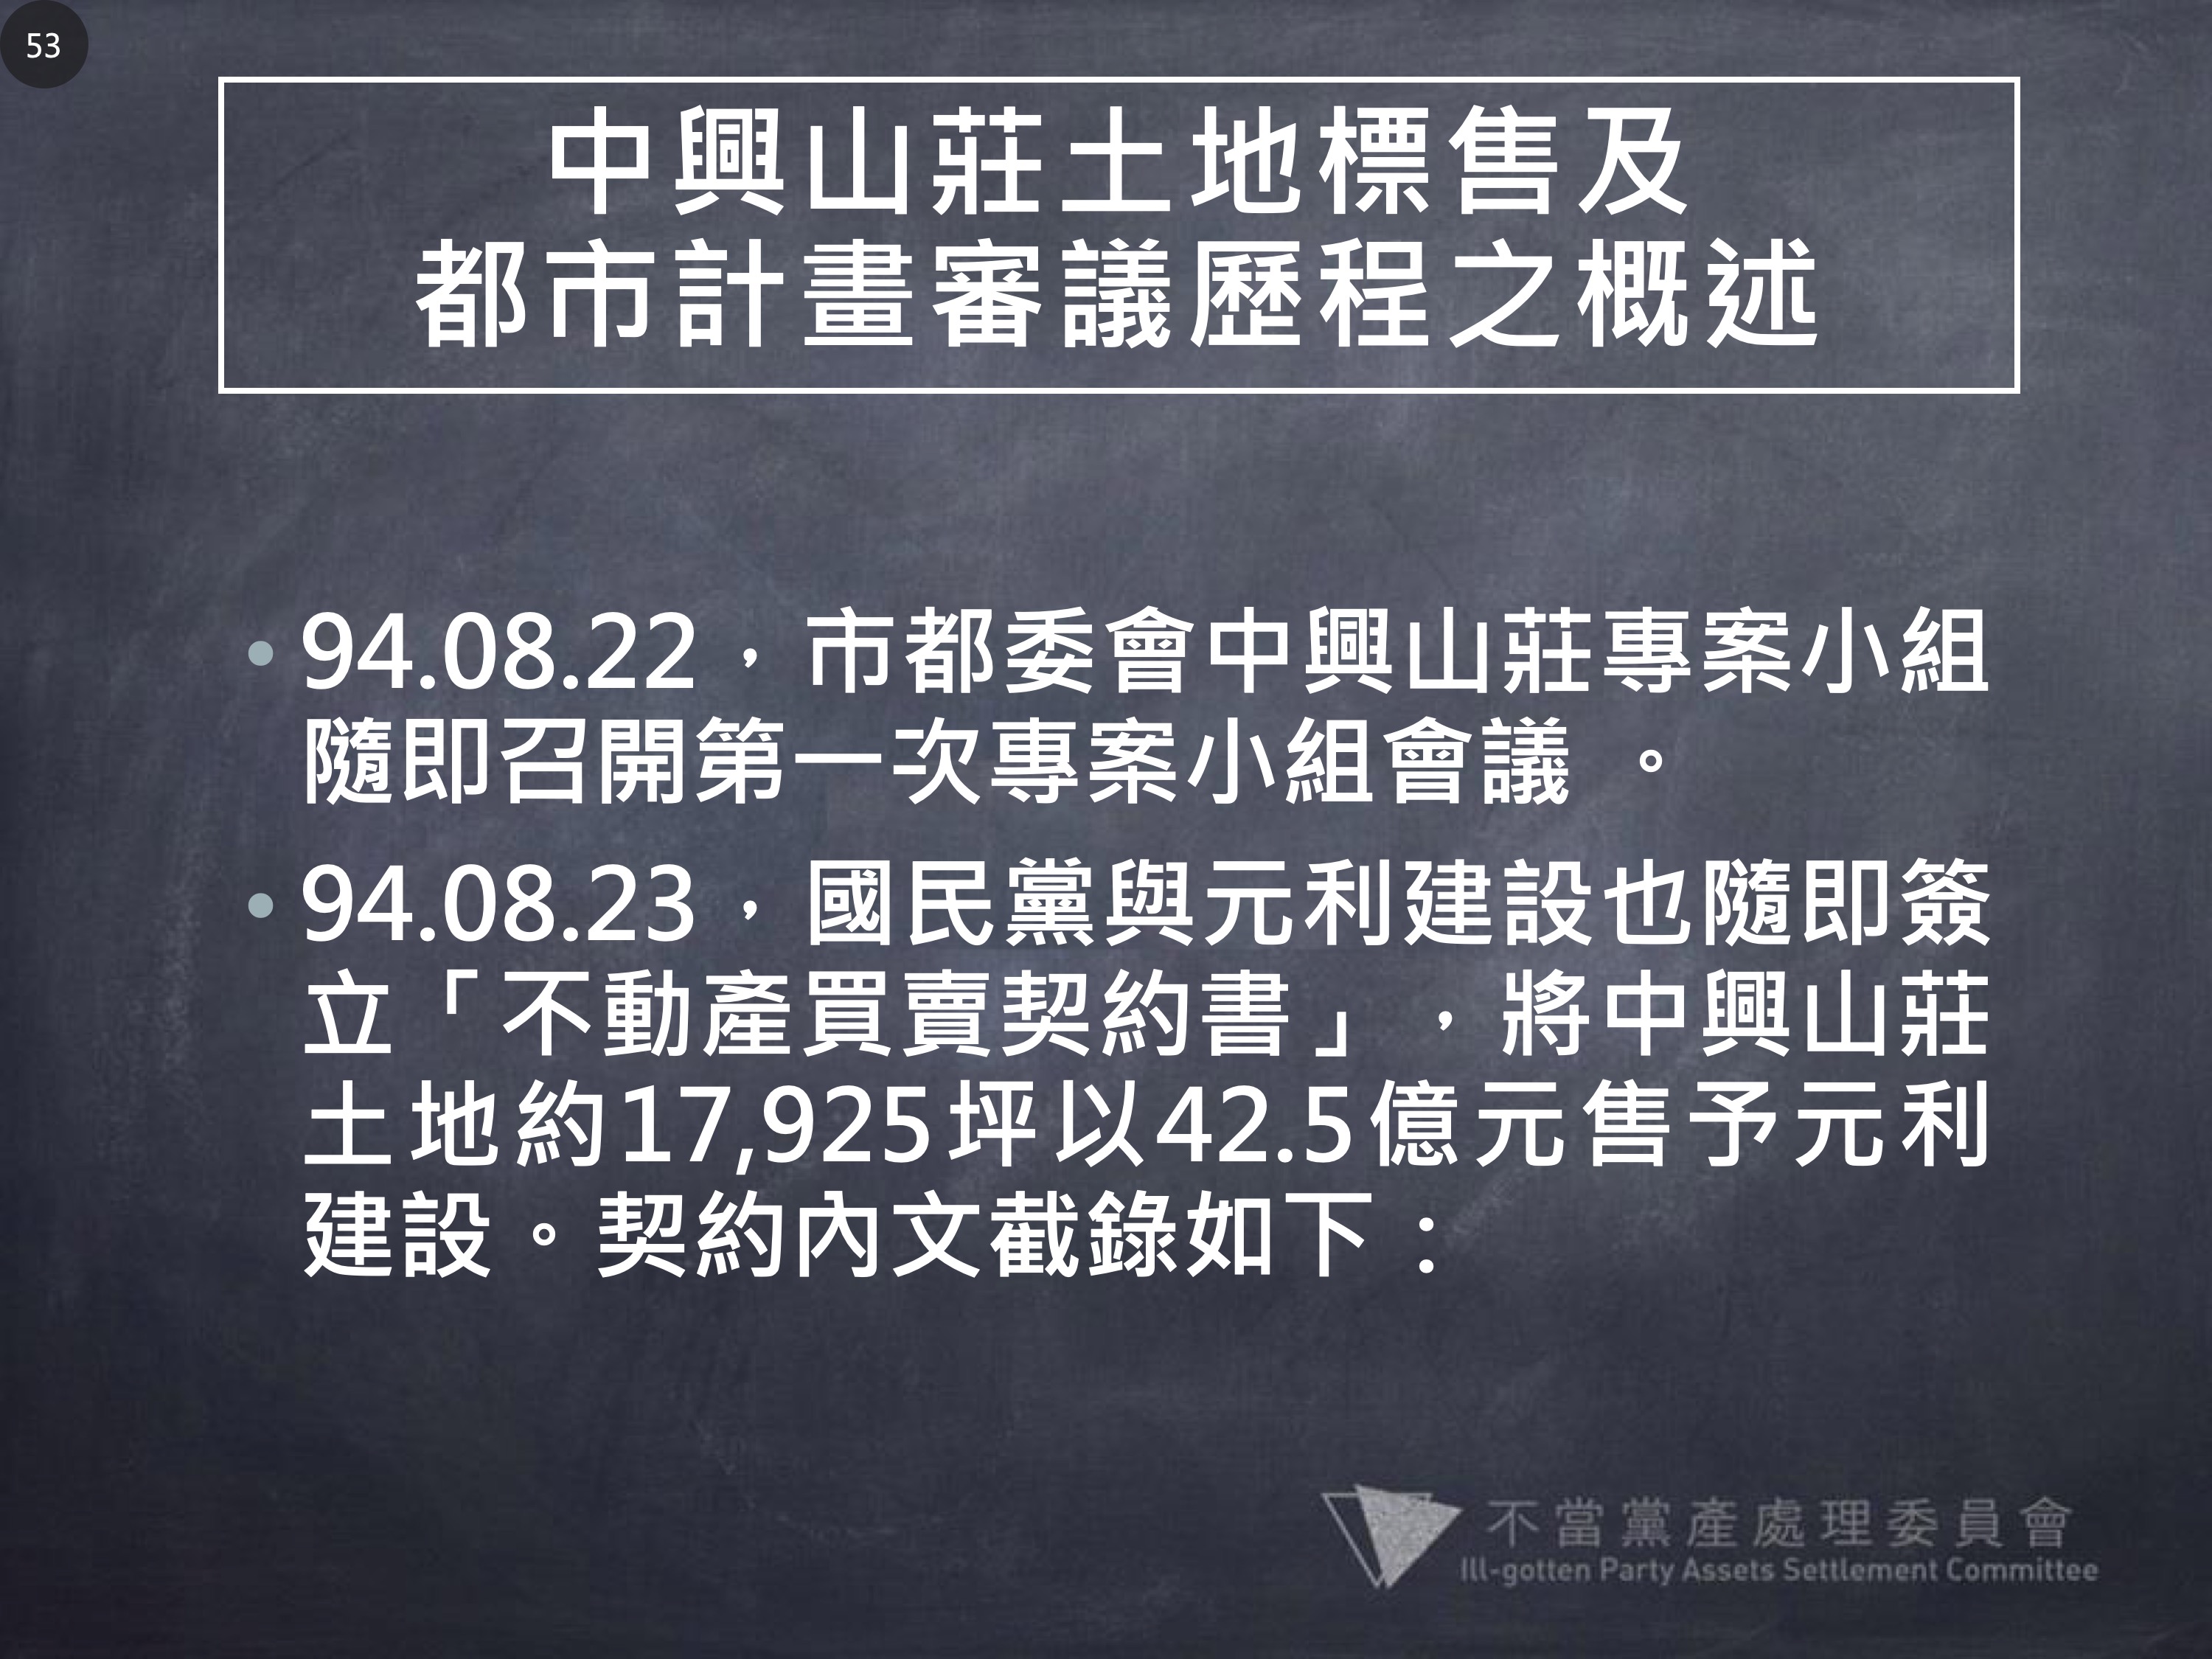 53
中興山莊土地標售及
都市計畫審議歷程之概述
• 94.08.22，市都委會中興山莊專案小組
隨即召開第一次專案小組會議 。
• 94.08.23，國民黨與元利建設也隨即簽
立「不動產買賣契約書」，將中興山莊
土地約17,925坪以42.5億元售予元利
建設。契約內文截錄如下：
不當黨產處理委員會
Ill-gotten Party Assets Settlement Committee